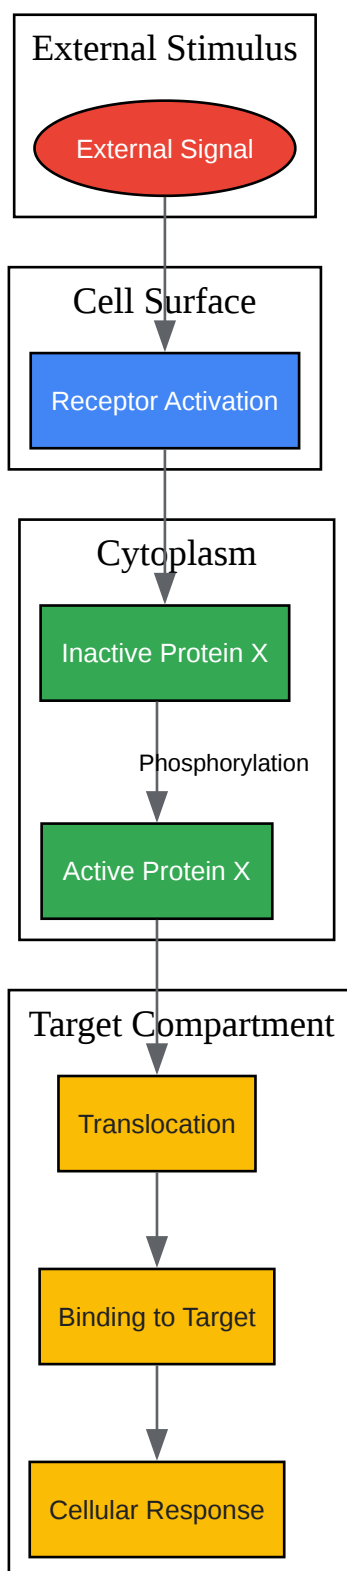 External Stimulus
External Signal
Cell Surface
Receptor Activation
Cytoplasm
Inactive Protein X
Phosphorylation
Active Protein X
Target Compartment
Translocation
Binding to Target
Cellular Response